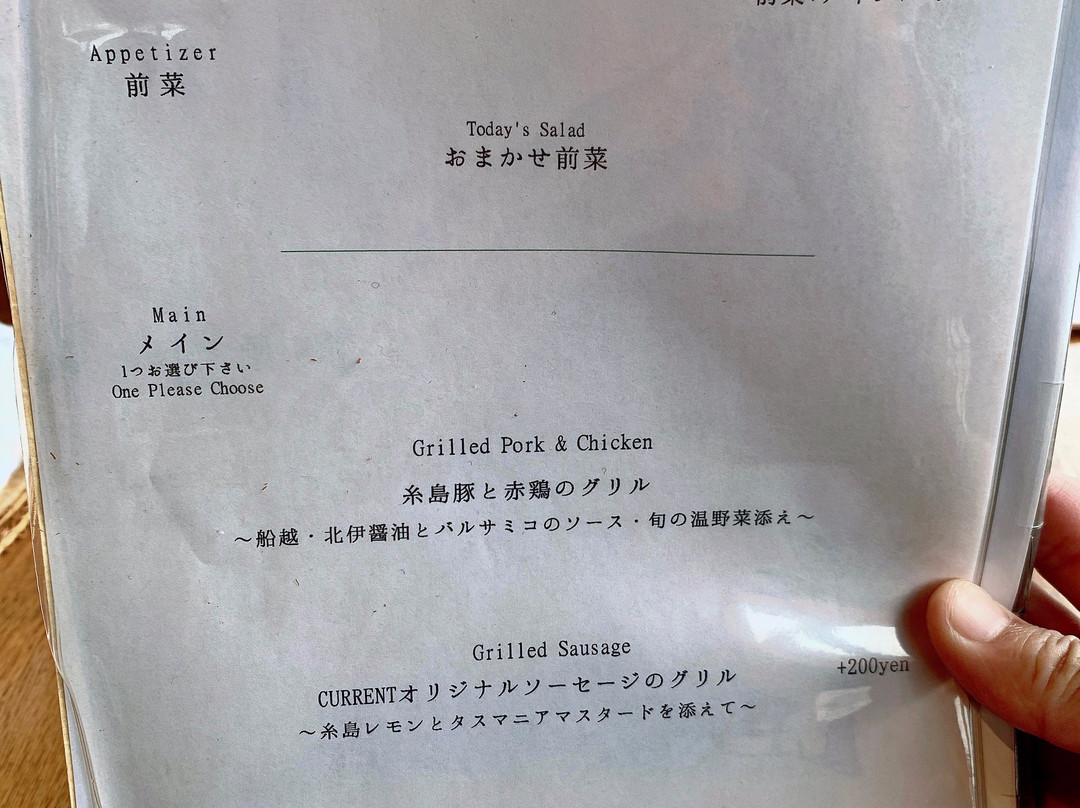 Appetizer
前菜
Today's Salad
おまかせ前菜
Main
メイン
1つお選び下さい
One Please Choose
Grilled Pork & Chicken
糸島豚と赤鶏のグリル
～船越・北伊醤油とバルサミコのソース・旬の温野菜添え～
Grilled Sausage
+200yen
CURRENTオリジナルソーセージのグリル
～糸島レモンとタスマニアマスタードを添えて～